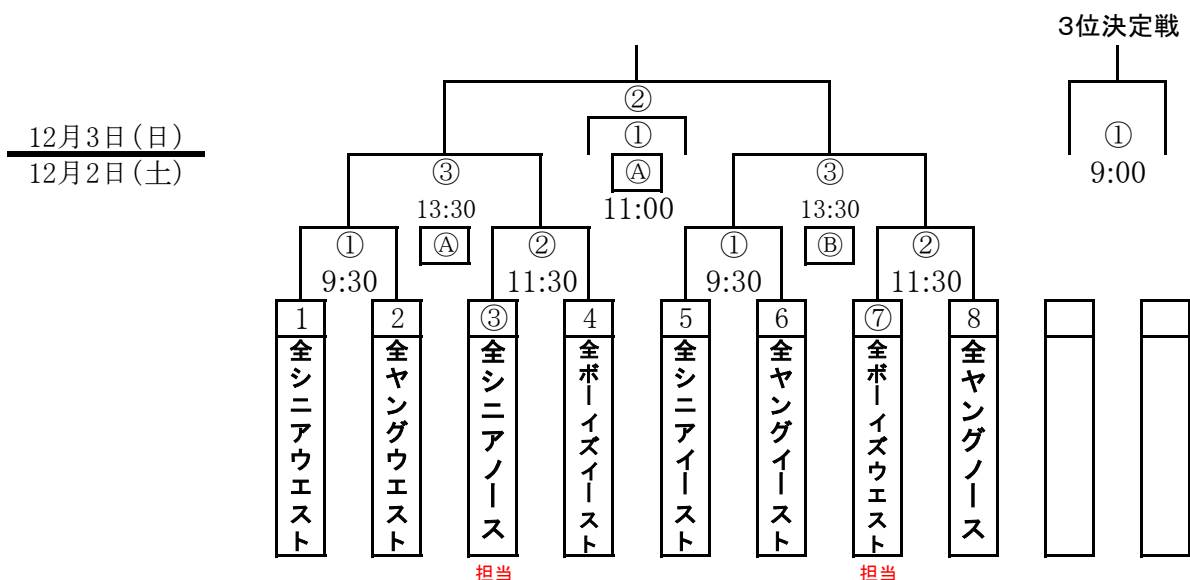 3位決定戦
②
12月3日(日)
①
①
12月2日(土)
③
Ⓐ
③
9:00
13:30
11:00
13:30
①
Ⓐ
②
①
Ⓑ
②
9:30
11:30
9:30
11:30
1
2
③
4
5
6
⑦
8
全シニアウエスト
全ヤングウエスト
全シニアノース
全ボーイズイースト
全シニアイースト
全ヤングイースト
全ボーイズウエスト
全ヤングノース
担当
担当